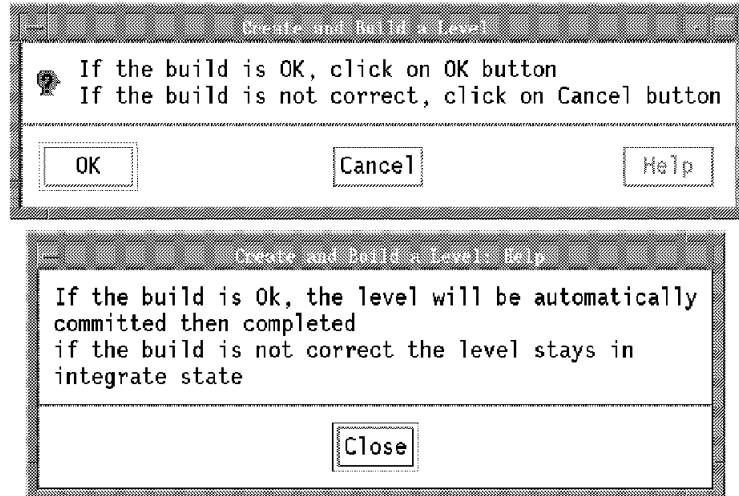 Create and Build a Level
If the build is OK, click on OK button
If the build is not correct, click on Cancel button
OK
Cancel
Help
Create and Build a Level: Help
If the build is Ok, the level will be automatically
committed then completed
if the build is not correct the level stays in
integrate state
Close